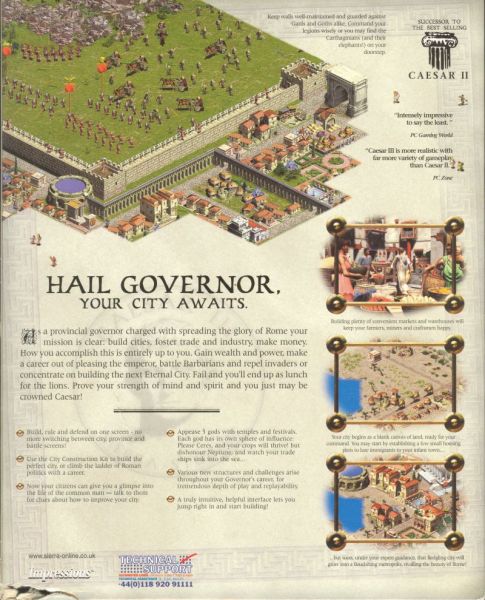 Keep walls well-maintained and guarded against
Gauls and Goths alike. Command your
legions wisely or you may find the
Carthaginians (and their
elephants!) on your
doorstep.
SUCCESSOR TO
THE BEST SELLING
CAESAR II
"Intensely impressive
to say the least."
PC Gaming World
"Caesar III is more realistic with
far more variety of gameplay
than Caesar II."
PC Zone
HAIL GOVERNOR,
YOUR CITY AWAITS.
As a provincial governor charged with spreading the glory of Rome your
mission is clear: build cities, foster trade and industry, make money.
How you accomplish this is entirely up to you. Gain wealth and power, make
a career out of pleasing the emperor, battle Barbarians and repel invaders or
concentrate on building the next Eternal City. Fail and you'll end up as lunch
for the lions. Prove your strength of mind and spirit and you just may be
crowned Caesar!
Building plenty of convenient markets and warehouses will
keep your farmers, miners and craftsmen happy.
Build, rule and defend on one screen - no
more switching between city, province and
battle screens!
Use the City Construction Kit to build the
perfect city, or climb the ladder of Roman
politics with a career.
Now your citizens can give you a glimpse into
the life of the common man — talk to them
for clues about how to improve your city.
Appease 5 gods with temples and festivals.
Each god has its own sphere of influence:
Please Ceres, and your crops will thrive! but
dishonour Neptune, and watch your trade
ships sink into the sea...
Various new structures and challenges arise
throughout your Governor's career, for
tremendous depth of play and replayability.
A truly intuitive, helpful interface lets you
jump right in and start building!
Your city begins as a blank canvas of land, ready for your
command. You may start by establishing a few small housing
plots to lure immigrants to your infant town...
... but soon, under your expert guidance, that fledgling city will
grow into a flourishing metropolis, rivalling the beauty of Rome!
www.sierra-online.co.uk
Impressions
TECHNICAL
SUPPORT
+44(0)118 920 91111